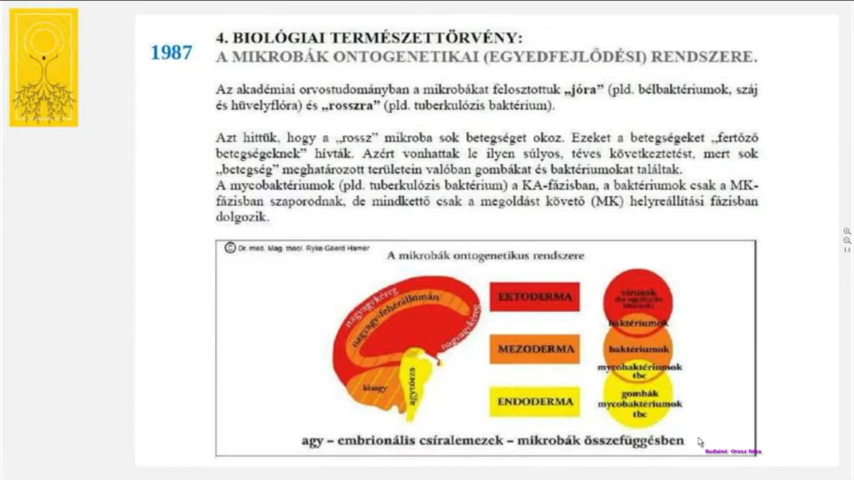 4. BIOLÓGIAI TERMÉSZETTÖRVÉNY:
1987
A MIKROBÁK ONTOGENETIKAI (EGYEDFEJLŐDÉSI) RENDSZERE.
Az akadémiai orvostudományban a mikrobákat felosztottuk „jóra” (pld. bélbaktériumok, száj
és hüvelyflóra) és „rosszra” (pld. tuberkulózis baktérium).
Azt hittük, hogy a „rossz” mikroba sok betegséget okoz. Ezeket a betegségeket „fertőző
betegségeknek” hívták. Azért vonhattak le ilyen súlyos, téves következtetést, mert sok
„betegség” meghatározott területein valóban gombákat és baktériumokat találtak.
A mycobaktériumok (pld. tuberkulózis baktérium) a KA-fázisban, a baktériumok csak a MK-
fázisban szaporodnak, de mindkettő csak a megoldást követő (MK) helyreállítási fázisban
dolgozik.
© Dr. med. Mag. theol. Ryke Geerd Hamer
A mikrobák ontogenetikus rendszere
nagyagykéreg
nagyagy-fehérállomán
nagyagykéreg
kisagy
agytörzs
EKTODERMA
MEZODERMA
ENDODERMA
vírusok
baktériumok
baktériumok
mycobaktériumok
tbc
gombák
mycobaktériumok
tbc
agy – embrionális csíralemezek – mikrobák összefüggésben